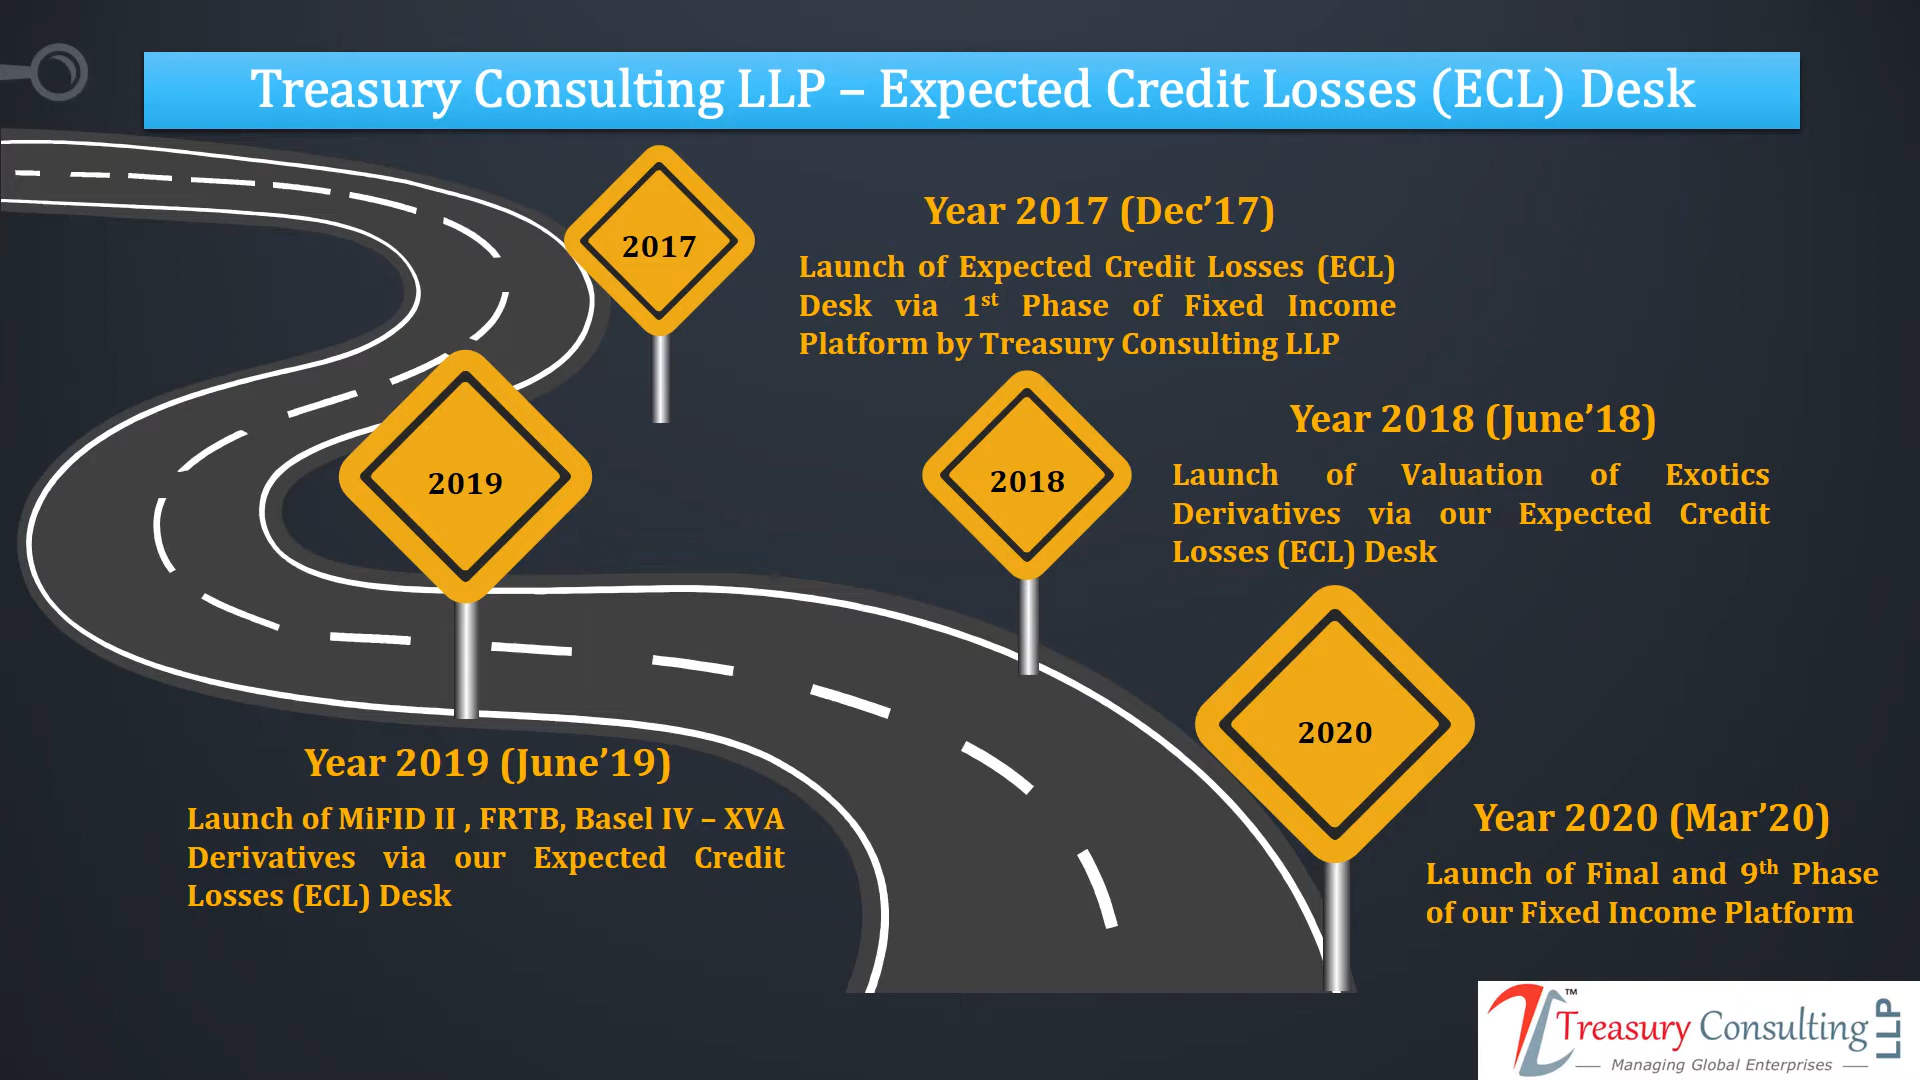 Treasury Consulting LLP – Expected Credit Losses (ECL) Desk
2017
Year 2017 (Dec’17)
Launch of Expected Credit Losses (ECL)
Desk via 1st Phase of Fixed Income
Platform by Treasury Consulting LLP
2018
Year 2018 (June’18)
Launch of Valuation of Exotics
Derivatives via our Expected Credit
Losses (ECL) Desk
2019
Year 2019 (June’19)
Launch of MiFID II , FRTB, Basel IV – XVA
Derivatives via our Expected Credit
Losses (ECL) Desk
2020
Year 2020 (Mar’20)
Launch of Final and 9th Phase
of our Fixed Income Platform
™
Treasury Consulting LLP
Managing Global Enterprises